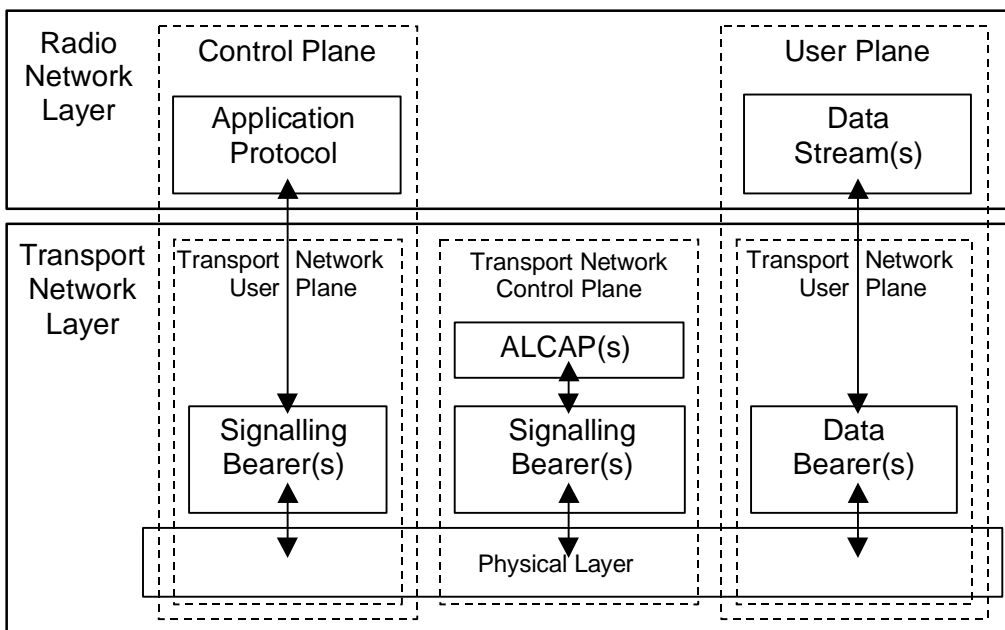 Radio
Network
Layer
Control Plane
User Plane
Application
Protocol
Data
Stream(s)
Transport
Network
Layer
Transport Network
User Plane
Transport Network
Control Plane
Transport Network
User Plane
ALCAP(s)
Signalling
Bearer(s)
Signalling
Bearer(s)
Data
Bearer(s)
Physical Layer